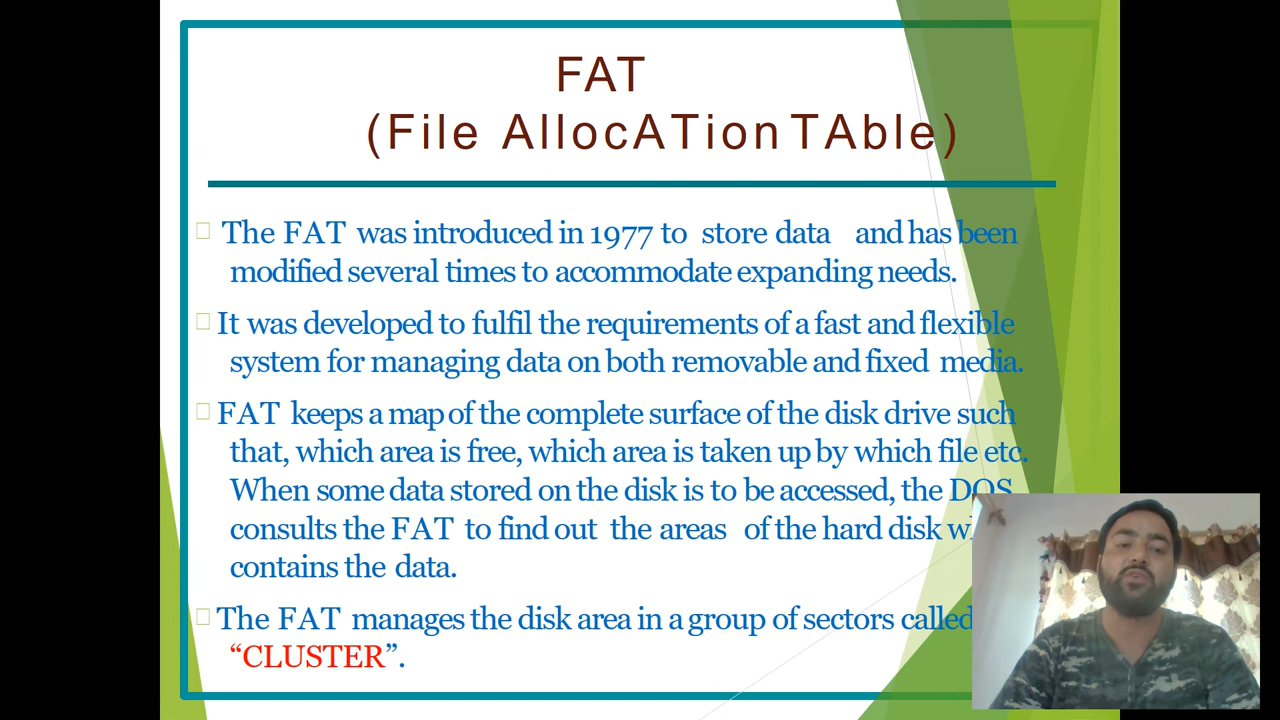 FAT
(File AllocATion TAble)
The FAT was introduced in 1977 to store data and has been
modified several times to accommodate expanding needs.
It was developed to fulfil the requirements of a fast and flexible
system for managing data on both removable and fixed media.
FAT keeps a map of the complete surface of the disk drive such
that, which area is free, which area is taken up by which file etc.
When some data stored on the disk is to be accessed, the DOS
consults the FAT to find out the areas of the hard disk
contains the data.
The FAT manages the disk area in a group of sectors called
“CLUSTER”.